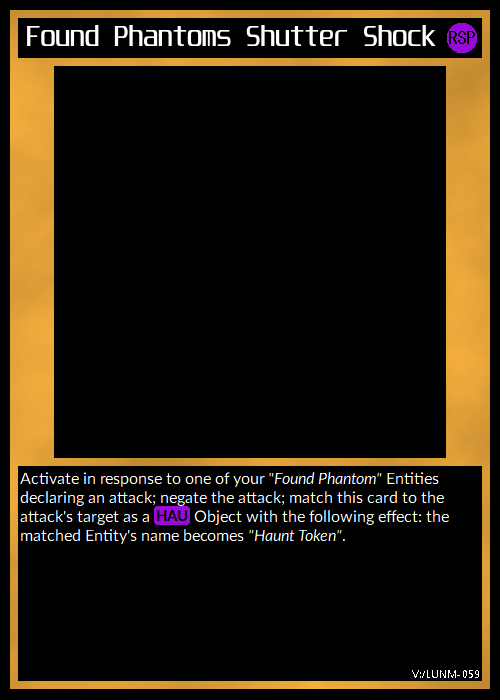 Found Phantoms Shutter Shock RSP
Activate in response to one of your "Found Phantom" Entities
declaring an attack; negate the attack; match this card to the
attack's target as a HAU Object with the following effect: the
matched Entity's name becomes "Haunt Token".
V:/LUNM-059